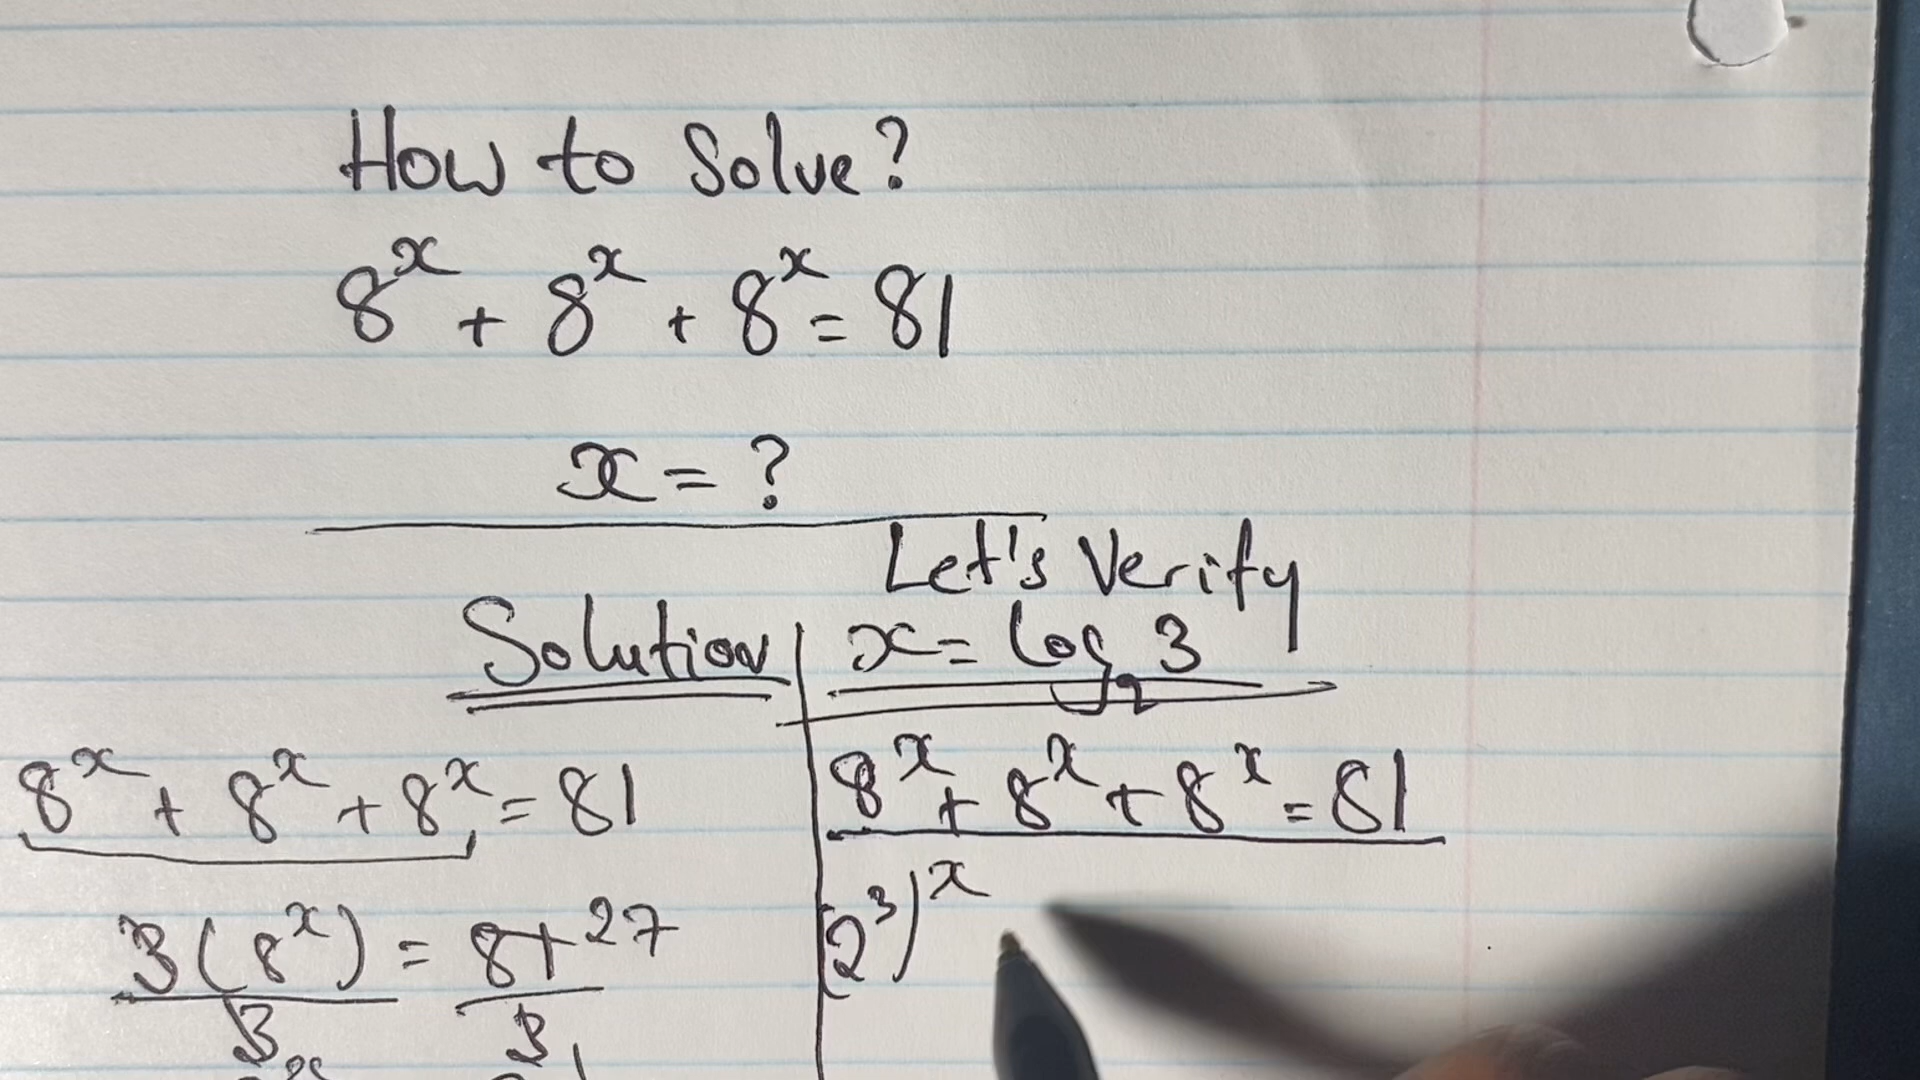 How to Solve?
8^x + 8^x + 8^x = 81
x = ?
Solution
8^x + 8^x + 8^x = 81
3(8^x) = 81 27
3 3
Let's Verify
x = log_2 3
8^x + 8^x + 8^x = 81
(2^3)^x